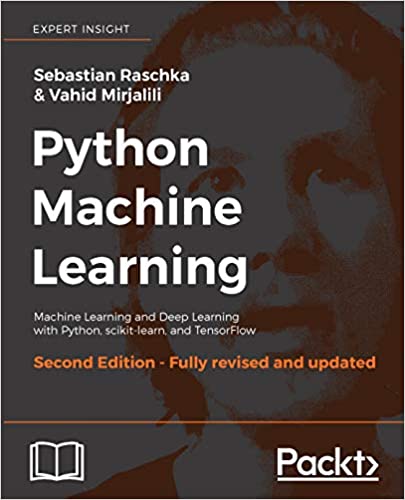 EXPERT INSIGHT
Sebastian Raschka
& Vahid Mirjalili
Python
Machine
Learning
Machine Learning and Deep Learning
with Python, scikit-learn, and TensorFlow
Second Edition - Fully revised and updated
Packt>